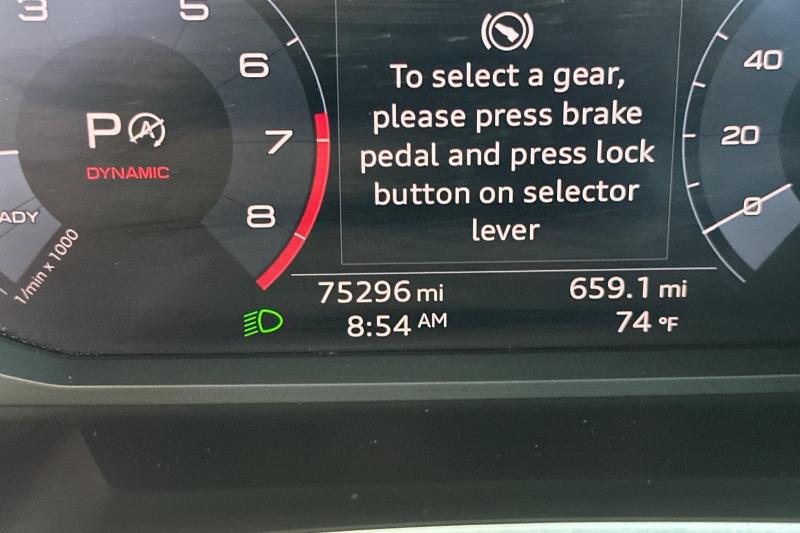 3
5
6
7
8
P A
DYNAMIC
ADY
1/min x 1000
To select a gear,
please press brake
pedal and press lock
button on selector
lever
40
20
0
75296 mi
659.1 mi
8:54 AM
74 °F